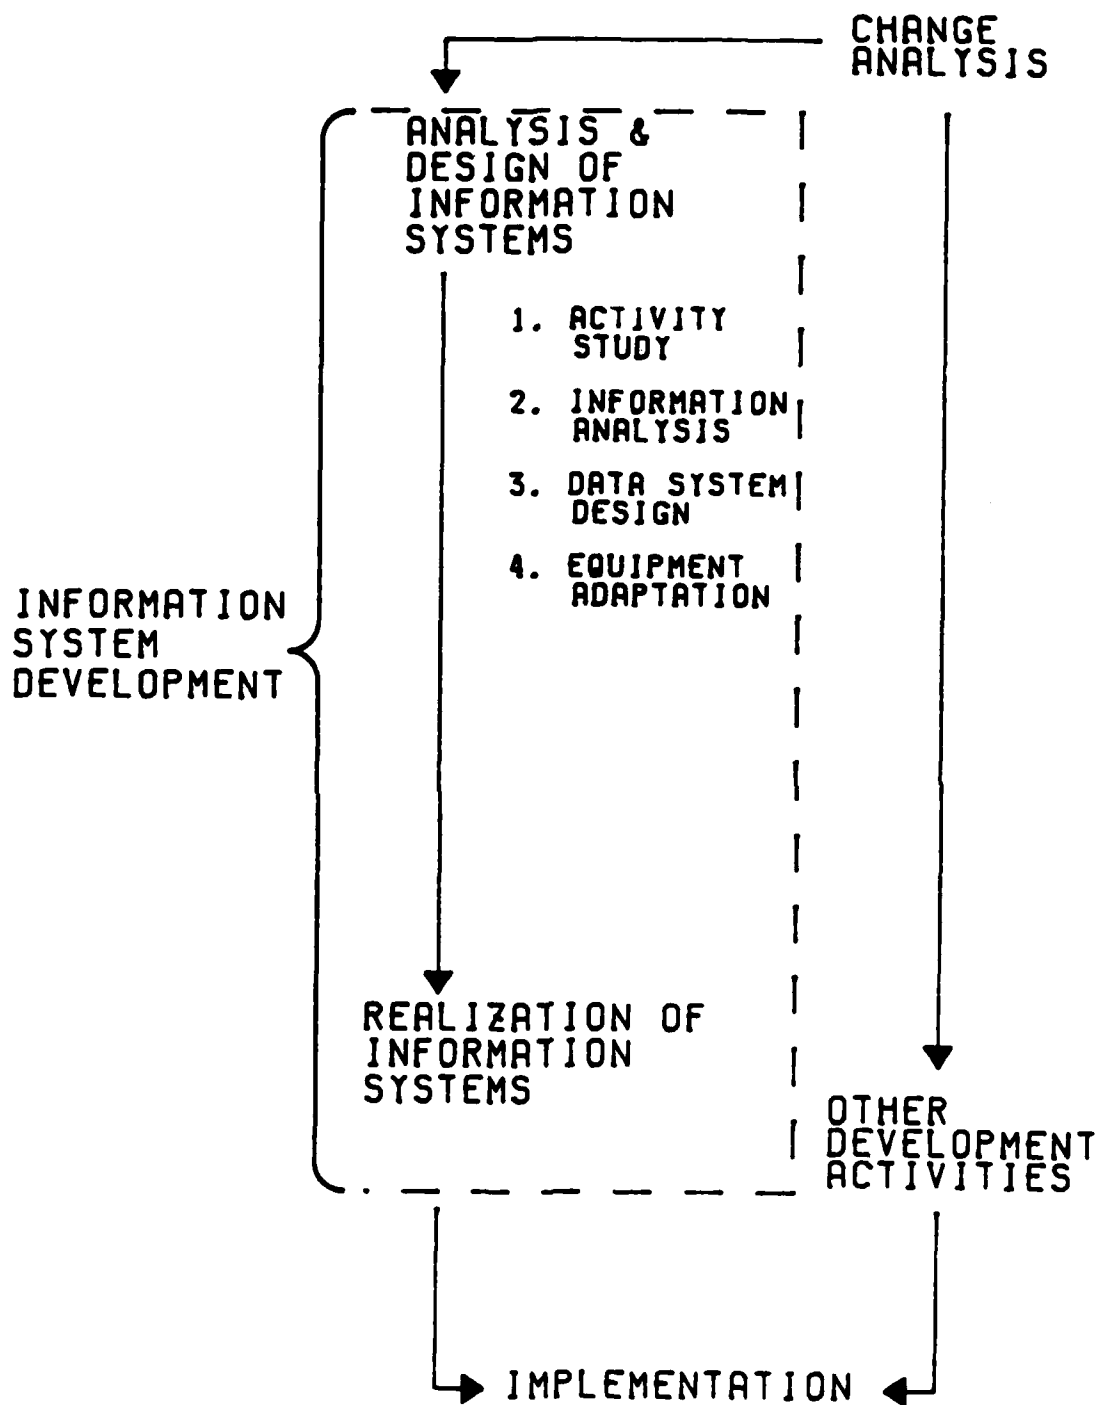 CHANGE
ANALYSIS
ANALYSIS &
DESIGN OF
INFORMATION
SYSTEMS
1. ACTIVITY
STUDY
2. INFORMATION
ANALYSIS
3. DATA SYSTEM
DESIGN
4. EQUIPMENT
ADAPTATION
INFORMATION
SYSTEM
DEVELOPMENT
REALIZATION OF
INFORMATION
SYSTEMS
OTHER
DEVELOPMENT
ACTIVITIES
IMPLEMENTATION